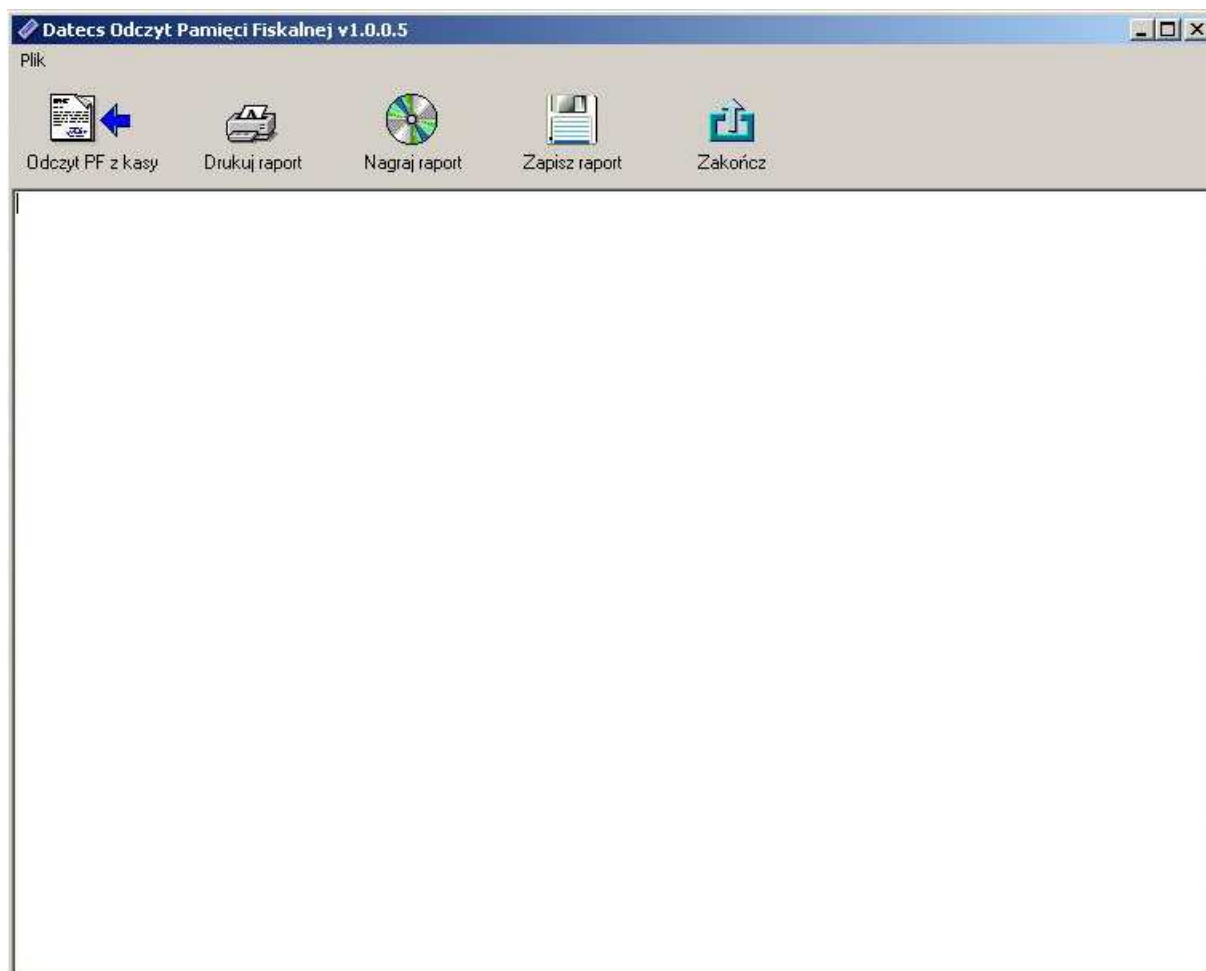 Datecs Odczyt Pamięci Fiskalnej v1.0.0.5
Plik
Odczyt PF z kasy Drukuj raport Nagraj raport Zapisz raport Zakończ